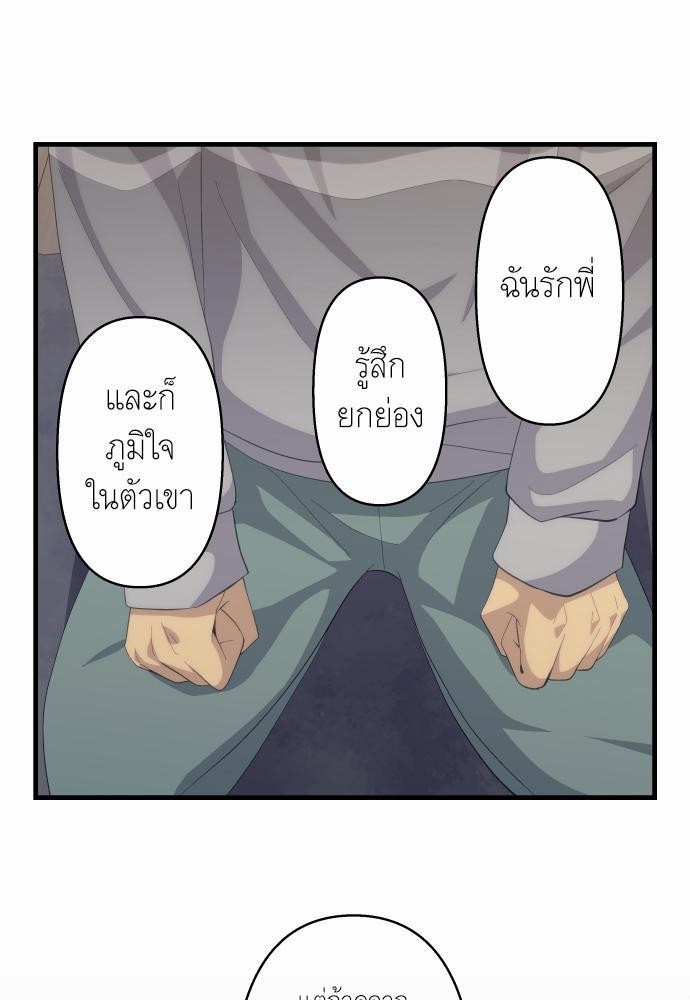 ฉันรักพี่
รู้สึก
ยกย่อง
และก็
ภูมิใจ
ในตัวเขา